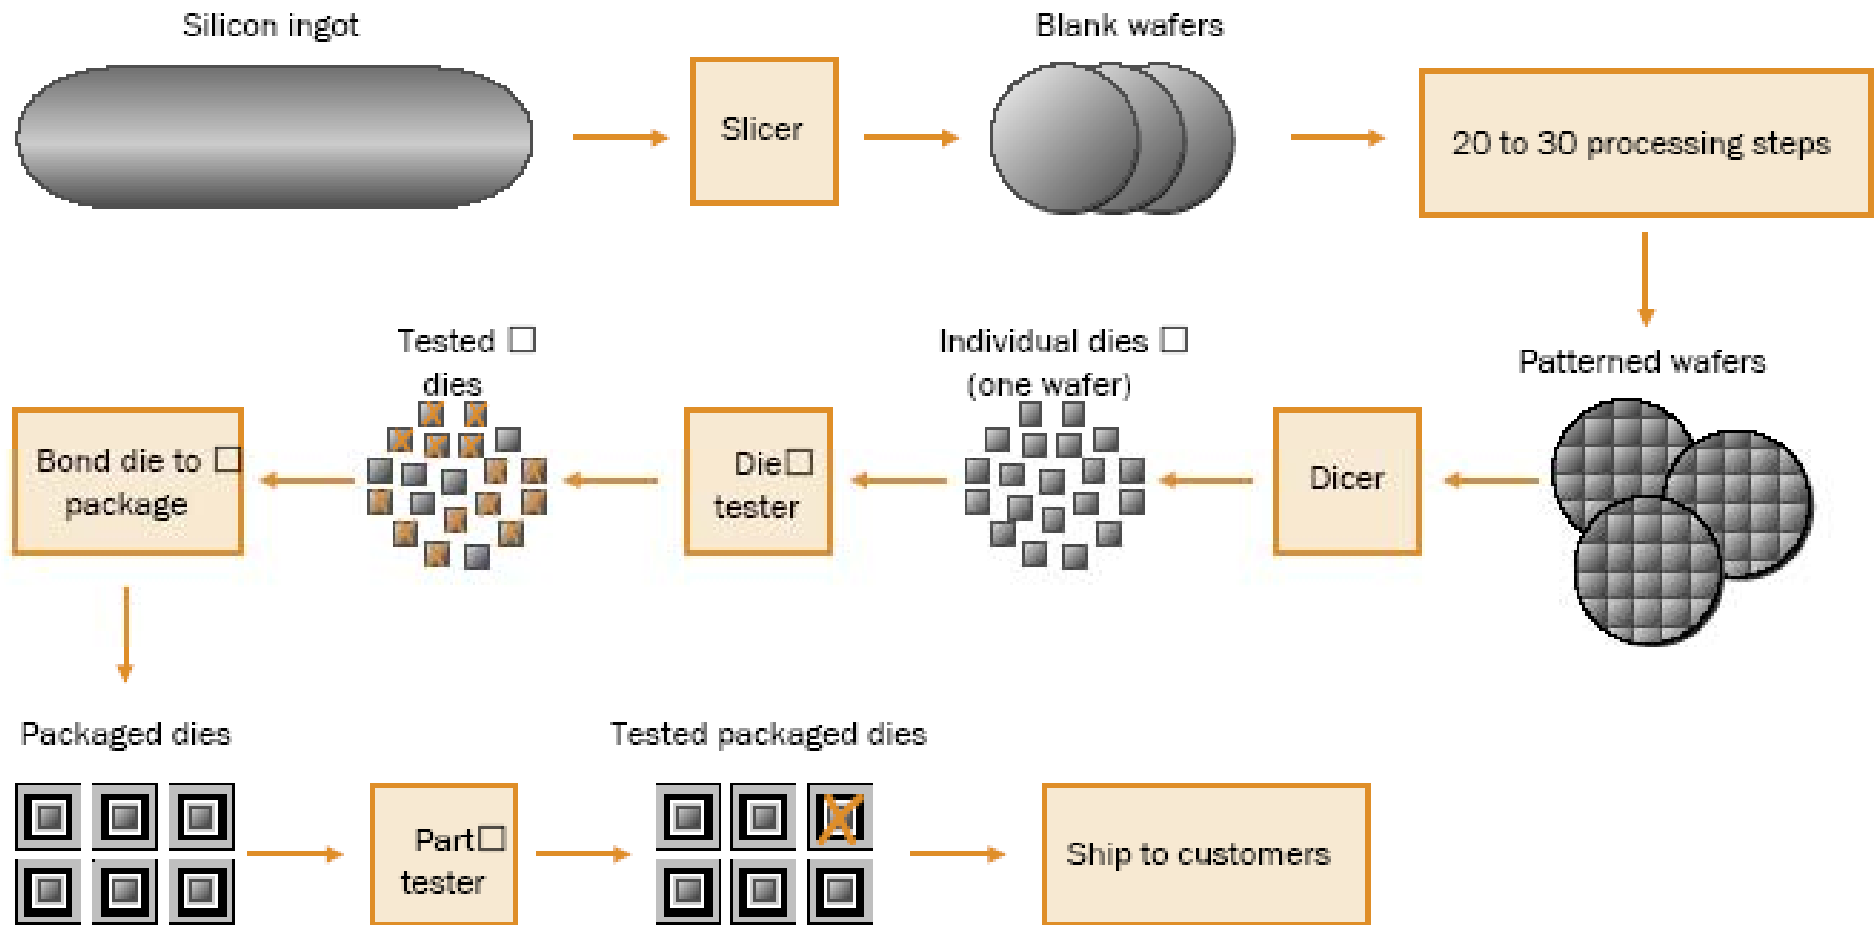 Silicon ingot
Blank wafers
Slicer
20 to 30 processing steps
Tested □
dies
Individual dies □
(one wafer)
Patterned wafers
Bond die to □
package
Die□
tester
Dicer
Packaged dies
Tested packaged dies
Part□
tester
Ship to customers